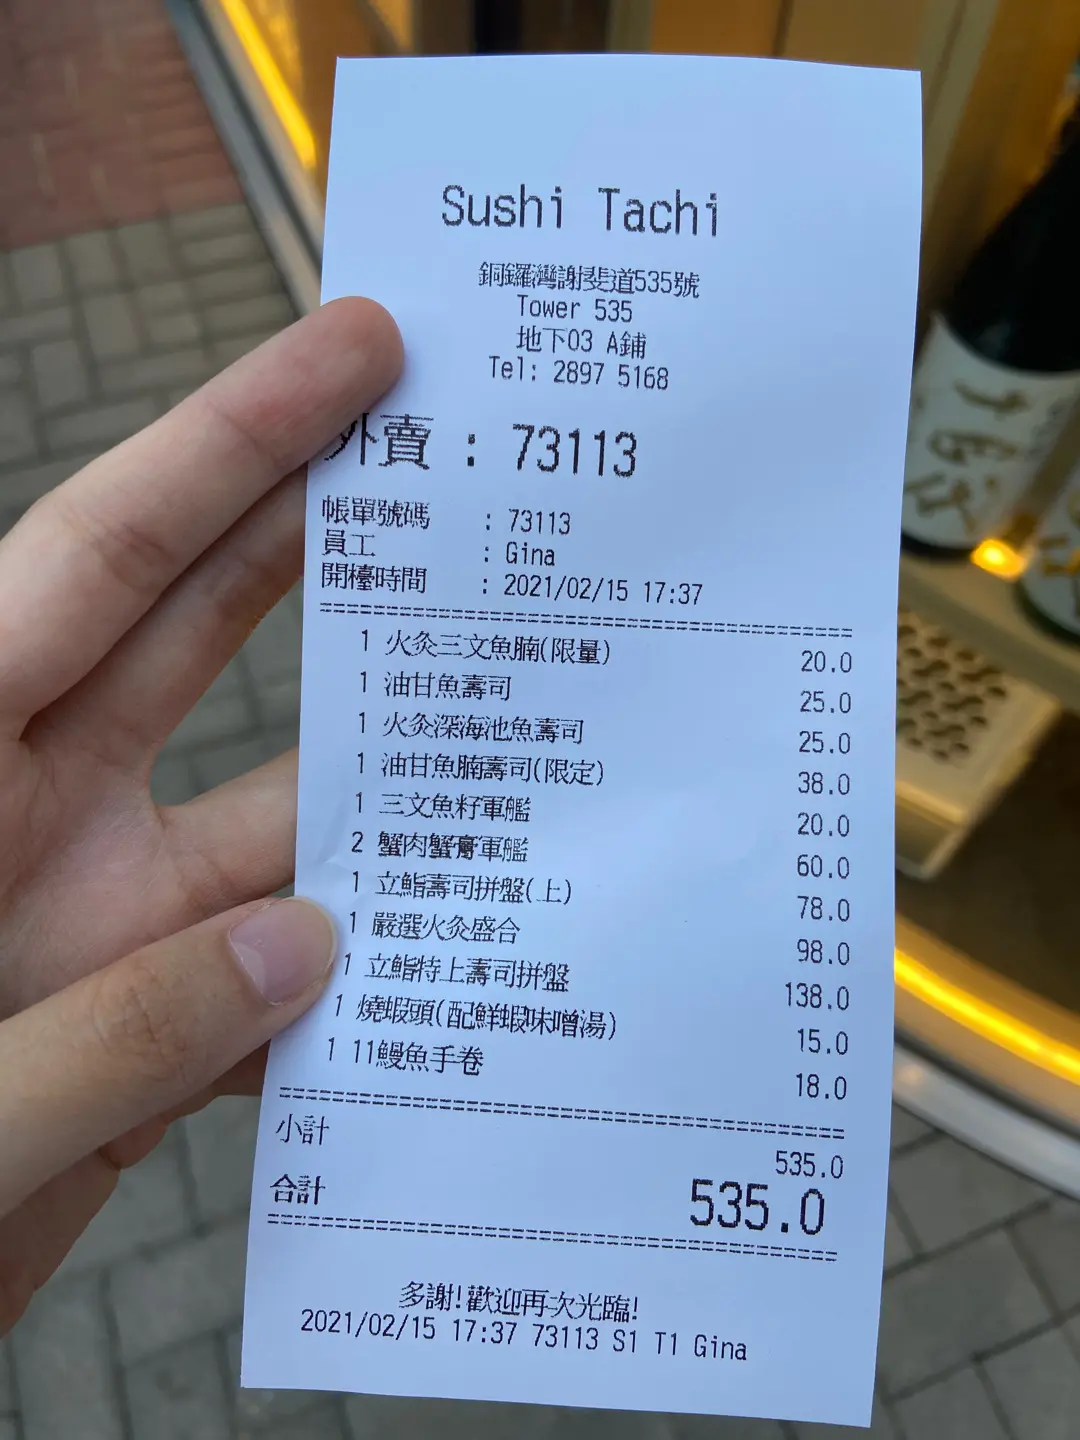 Sushi Tachi
銅鑼灣謝斐道535號
Tower 535
地下03 A鋪
Tel: 2897 5168
外賣 : 73113
帳單號碼 : 73113
員工 : Gina
開檯時間 : 2021/02/15 17:37
1 火灸三文魚腩(限量) 20.0
1 油甘魚壽司 25.0
1 火灸深海池魚壽司 25.0
1 油甘魚腩壽司(限定) 38.0
1 三文魚籽軍艦 20.0
2 蟹肉蟹膏軍艦 60.0
1 立鮨壽司拼盤(上) 78.0
1 嚴選火灸盛合 98.0
1 立鮨特上壽司拼盤 138.0
1 燒蝦頭(配鮮蝦味噌湯) 15.0
1 11鰻魚手卷 18.0
小計 535.0
合計 535.0
多謝!歡迎再次光臨!
2021/02/15 17:37 73113 S1 T1 Gina